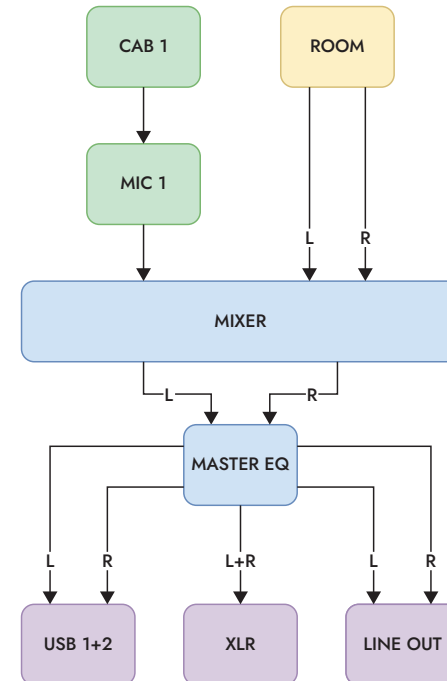 CAB 1
ROOM
MIC 1
L
R
MIXER
L
R
MASTER EQ
L
R
L+R
L
R
USB 1+2
XLR
LINE OUT